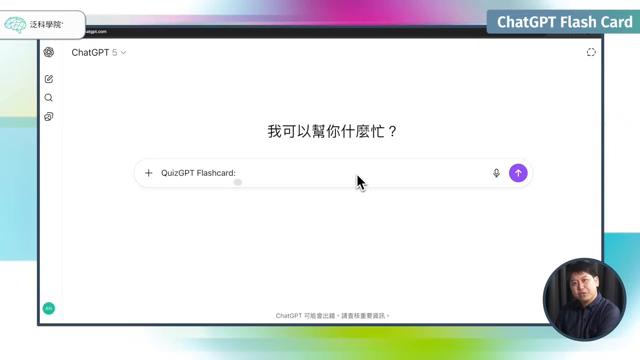 泛科學院
ChatGPT Flash Card
chatgpt.com
ChatGPT 5
我可以幫你什麼忙？
QuizGPT Flashcard:
ChatGPT 可能會出錯。請查核重要資訊。